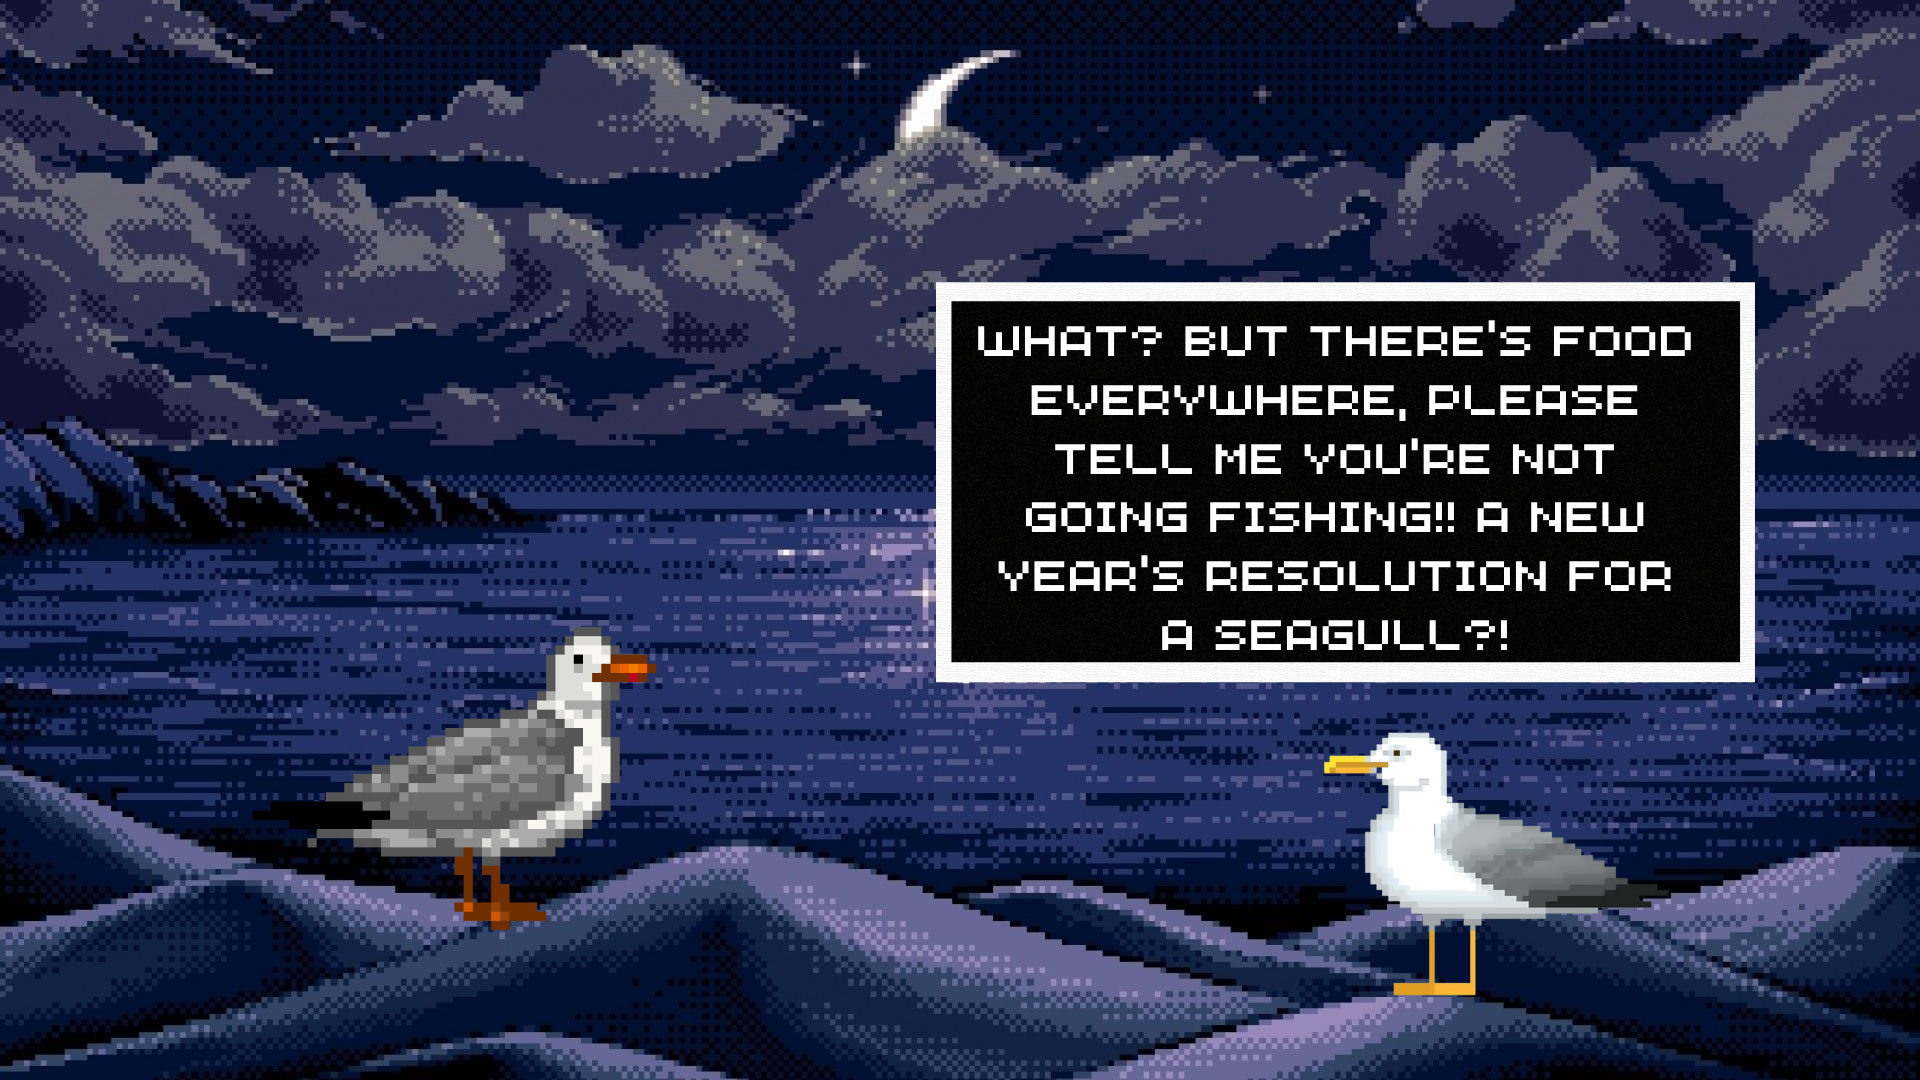 WHAT? BUT THERE'S FOOD
EVERYWHERE, PLEASE
TELL ME YOU'RE NOT
GOING FISHING!! A NEW
YEAR'S RESOLUTION FOR
A SEAGULL?!